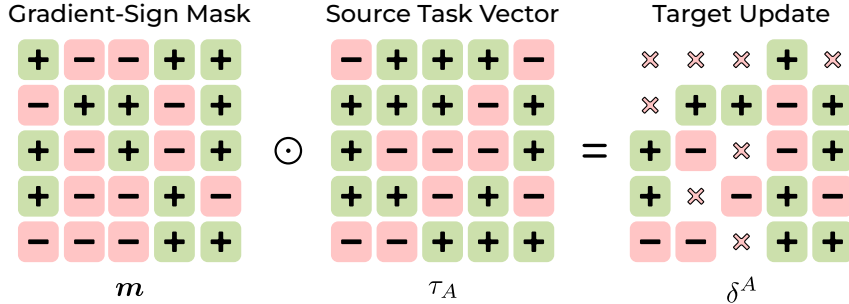 Gradient-Sign Mask Source Task Vector Target Update
+ − − + + − + + + − × × × + ×
− + + − + + + + − + × + + − +
+ − + − + ⊙ + − − − + = + − × − +
+ − − + − + + − + − + × − + −
− − − + + − − + + + − − × + +
m τ_A δ^A